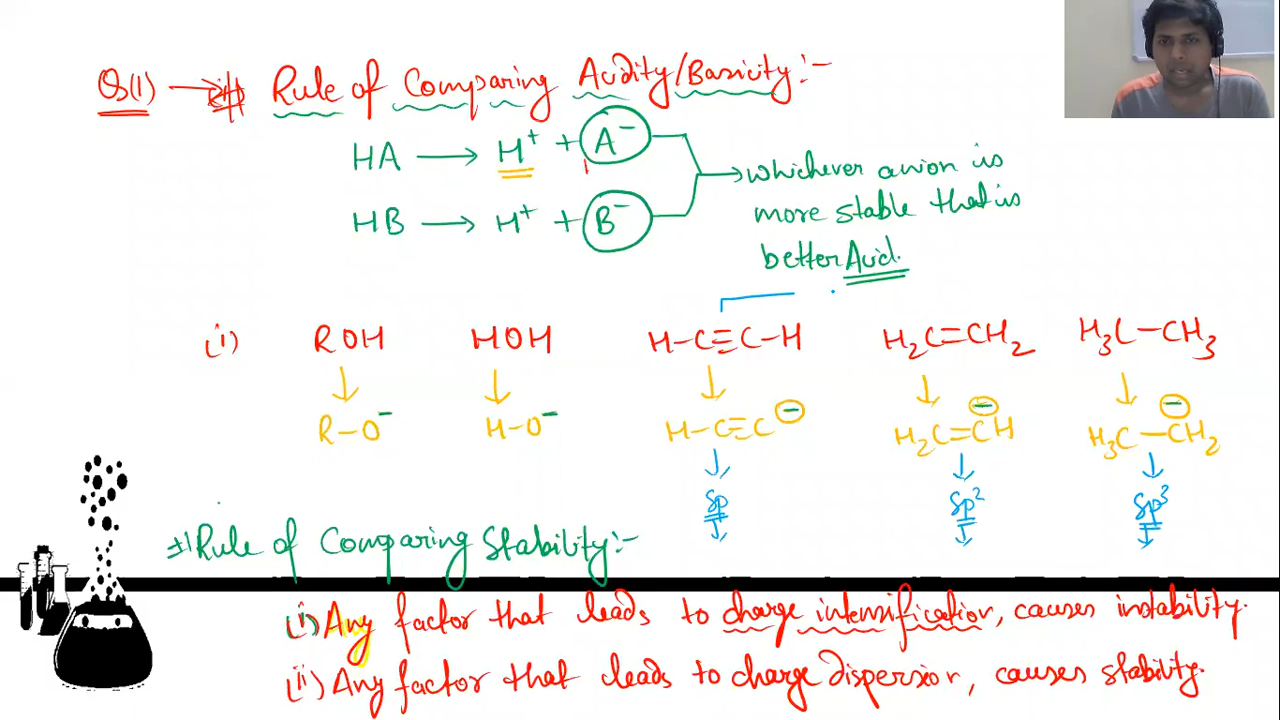 Q(1) → Rule of Comparing Acidity/Basicity:-
HA → H⁺ + A⁻
HB → H⁺ + B⁻
whichever anion is
more stable that is
better Acid.
(i) ROH HOH H-C≡C-H H₂C=CH₂ H₃C-CH₃
R-O⁻ H-O⁻ H-C≡C⊖ H₂C=CH⊖ H₃C-CH₂⊖
Sp Sp² Sp³
Rule of Comparing Stability:-
(i) Any factor that leads to charge intensification, causes instability.
(ii) Any factor that leads to charge dispersion, causes stability.